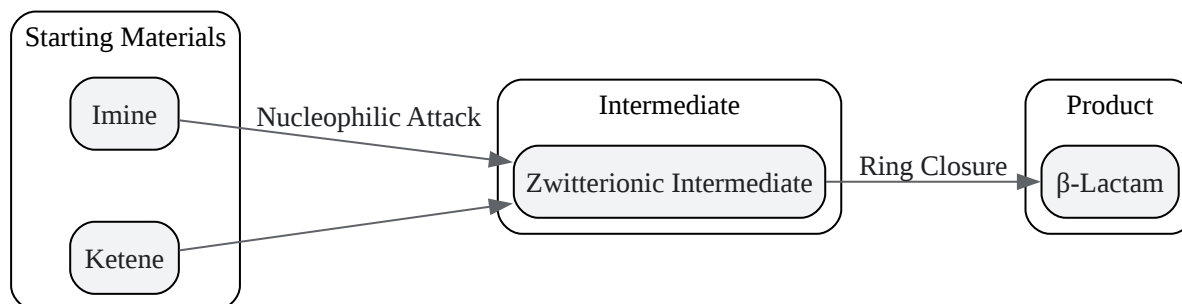 Starting Materials
Imine
Ketene
Nucleophilic Attack
Intermediate
Zwitterionic Intermediate
Ring Closure
Product
β-Lactam